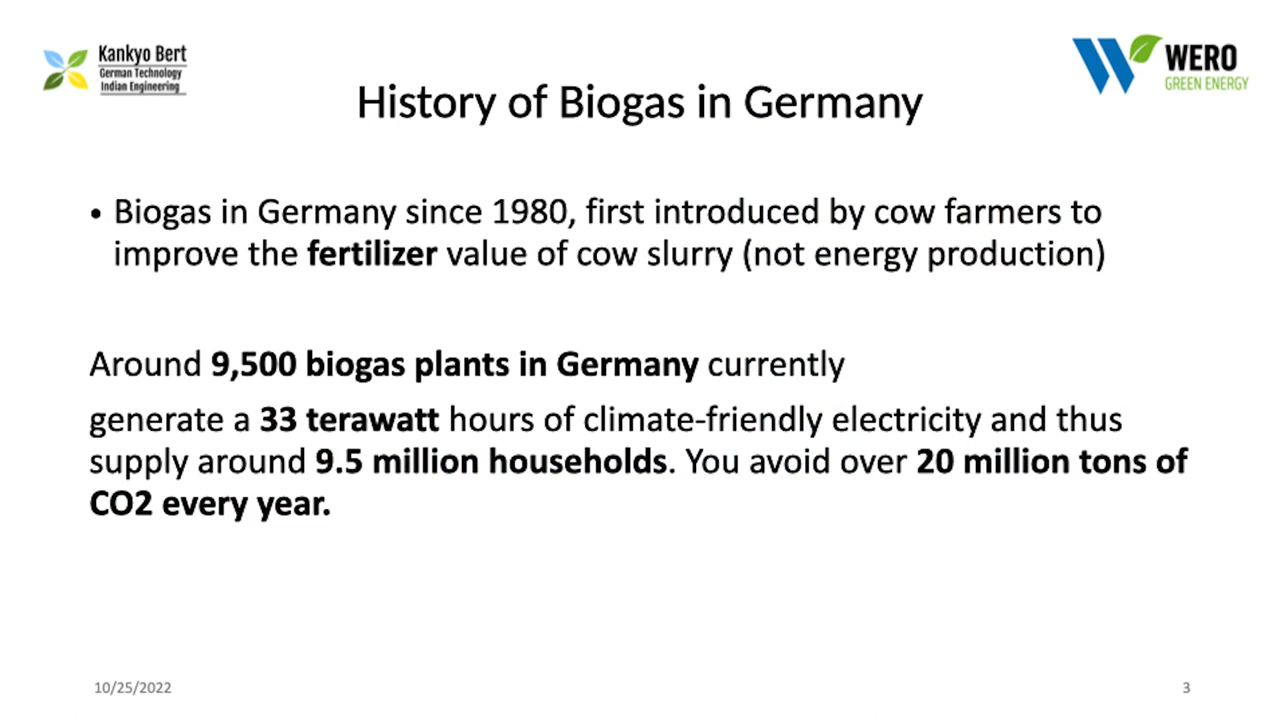 Kankyo Bert
German Technology
Indian Engineering
WERO
GREEN ENERGY
History of Biogas in Germany
• Biogas in Germany since 1980, first introduced by cow farmers to
improve the fertilizer value of cow slurry (not energy production)
Around 9,500 biogas plants in Germany currently
generate a 33 terawatt hours of climate-friendly electricity and thus
supply around 9.5 million households. You avoid over 20 million tons of
CO2 every year.
10/25/2022
3